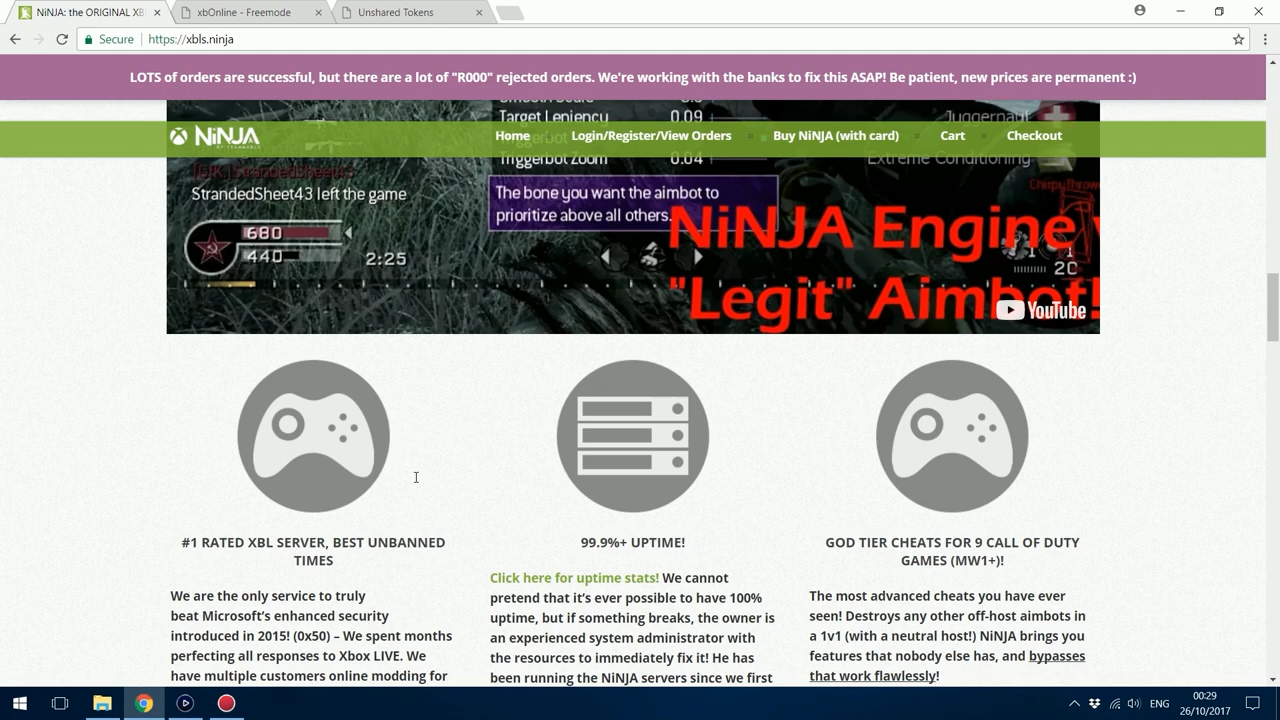 NiNJA: the ORIGINAL XB
xbOnline - Freemode
Unshared Tokens
Secure
https://xbls.ninja
LOTS of orders are successful, but there are a lot of "R000" rejected orders. We're working with the banks to fix this ASAP! Be patient, new prices are permanent :)
Target Leniency 0.09 Juggernaut
NiNJA
Home
Login/Register/View Orders
Buy NiNJA (with card)
Cart
Checkout
Triggerbot Zoom 0.04 Extreme Conditioning
StrandedSheet43 left the game
The bone you want the aimbot to
prioritize above all others.
NiNJA Engine
680
440
2:25
20
"Legit" Aimbot!
YouTube
#1 RATED XBL SERVER, BEST UNBANNED
TIMES
We are the only service to truly
beat Microsoft's enhanced security
introduced in 2015! (0x50) – We spent months
perfecting all responses to Xbox LIVE. We
have multiple customers online modding for
99.9%+ UPTIME!
Click here for uptime stats! We cannot
pretend that it's ever possible to have 100%
uptime, but if something breaks, the owner is
an experienced system administrator with
the resources to immediately fix it! He has
been running the NiNJA servers since we first
GOD TIER CHEATS FOR 9 CALL OF DUTY
GAMES (MW1+)!
The most advanced cheats you have ever
seen! Destroys any other off-host aimbots in
a 1v1 (with a neutral host!) NiNJA brings you
features that nobody else has, and bypasses
that work flawlessly!
ENG
00:29
26/10/2017